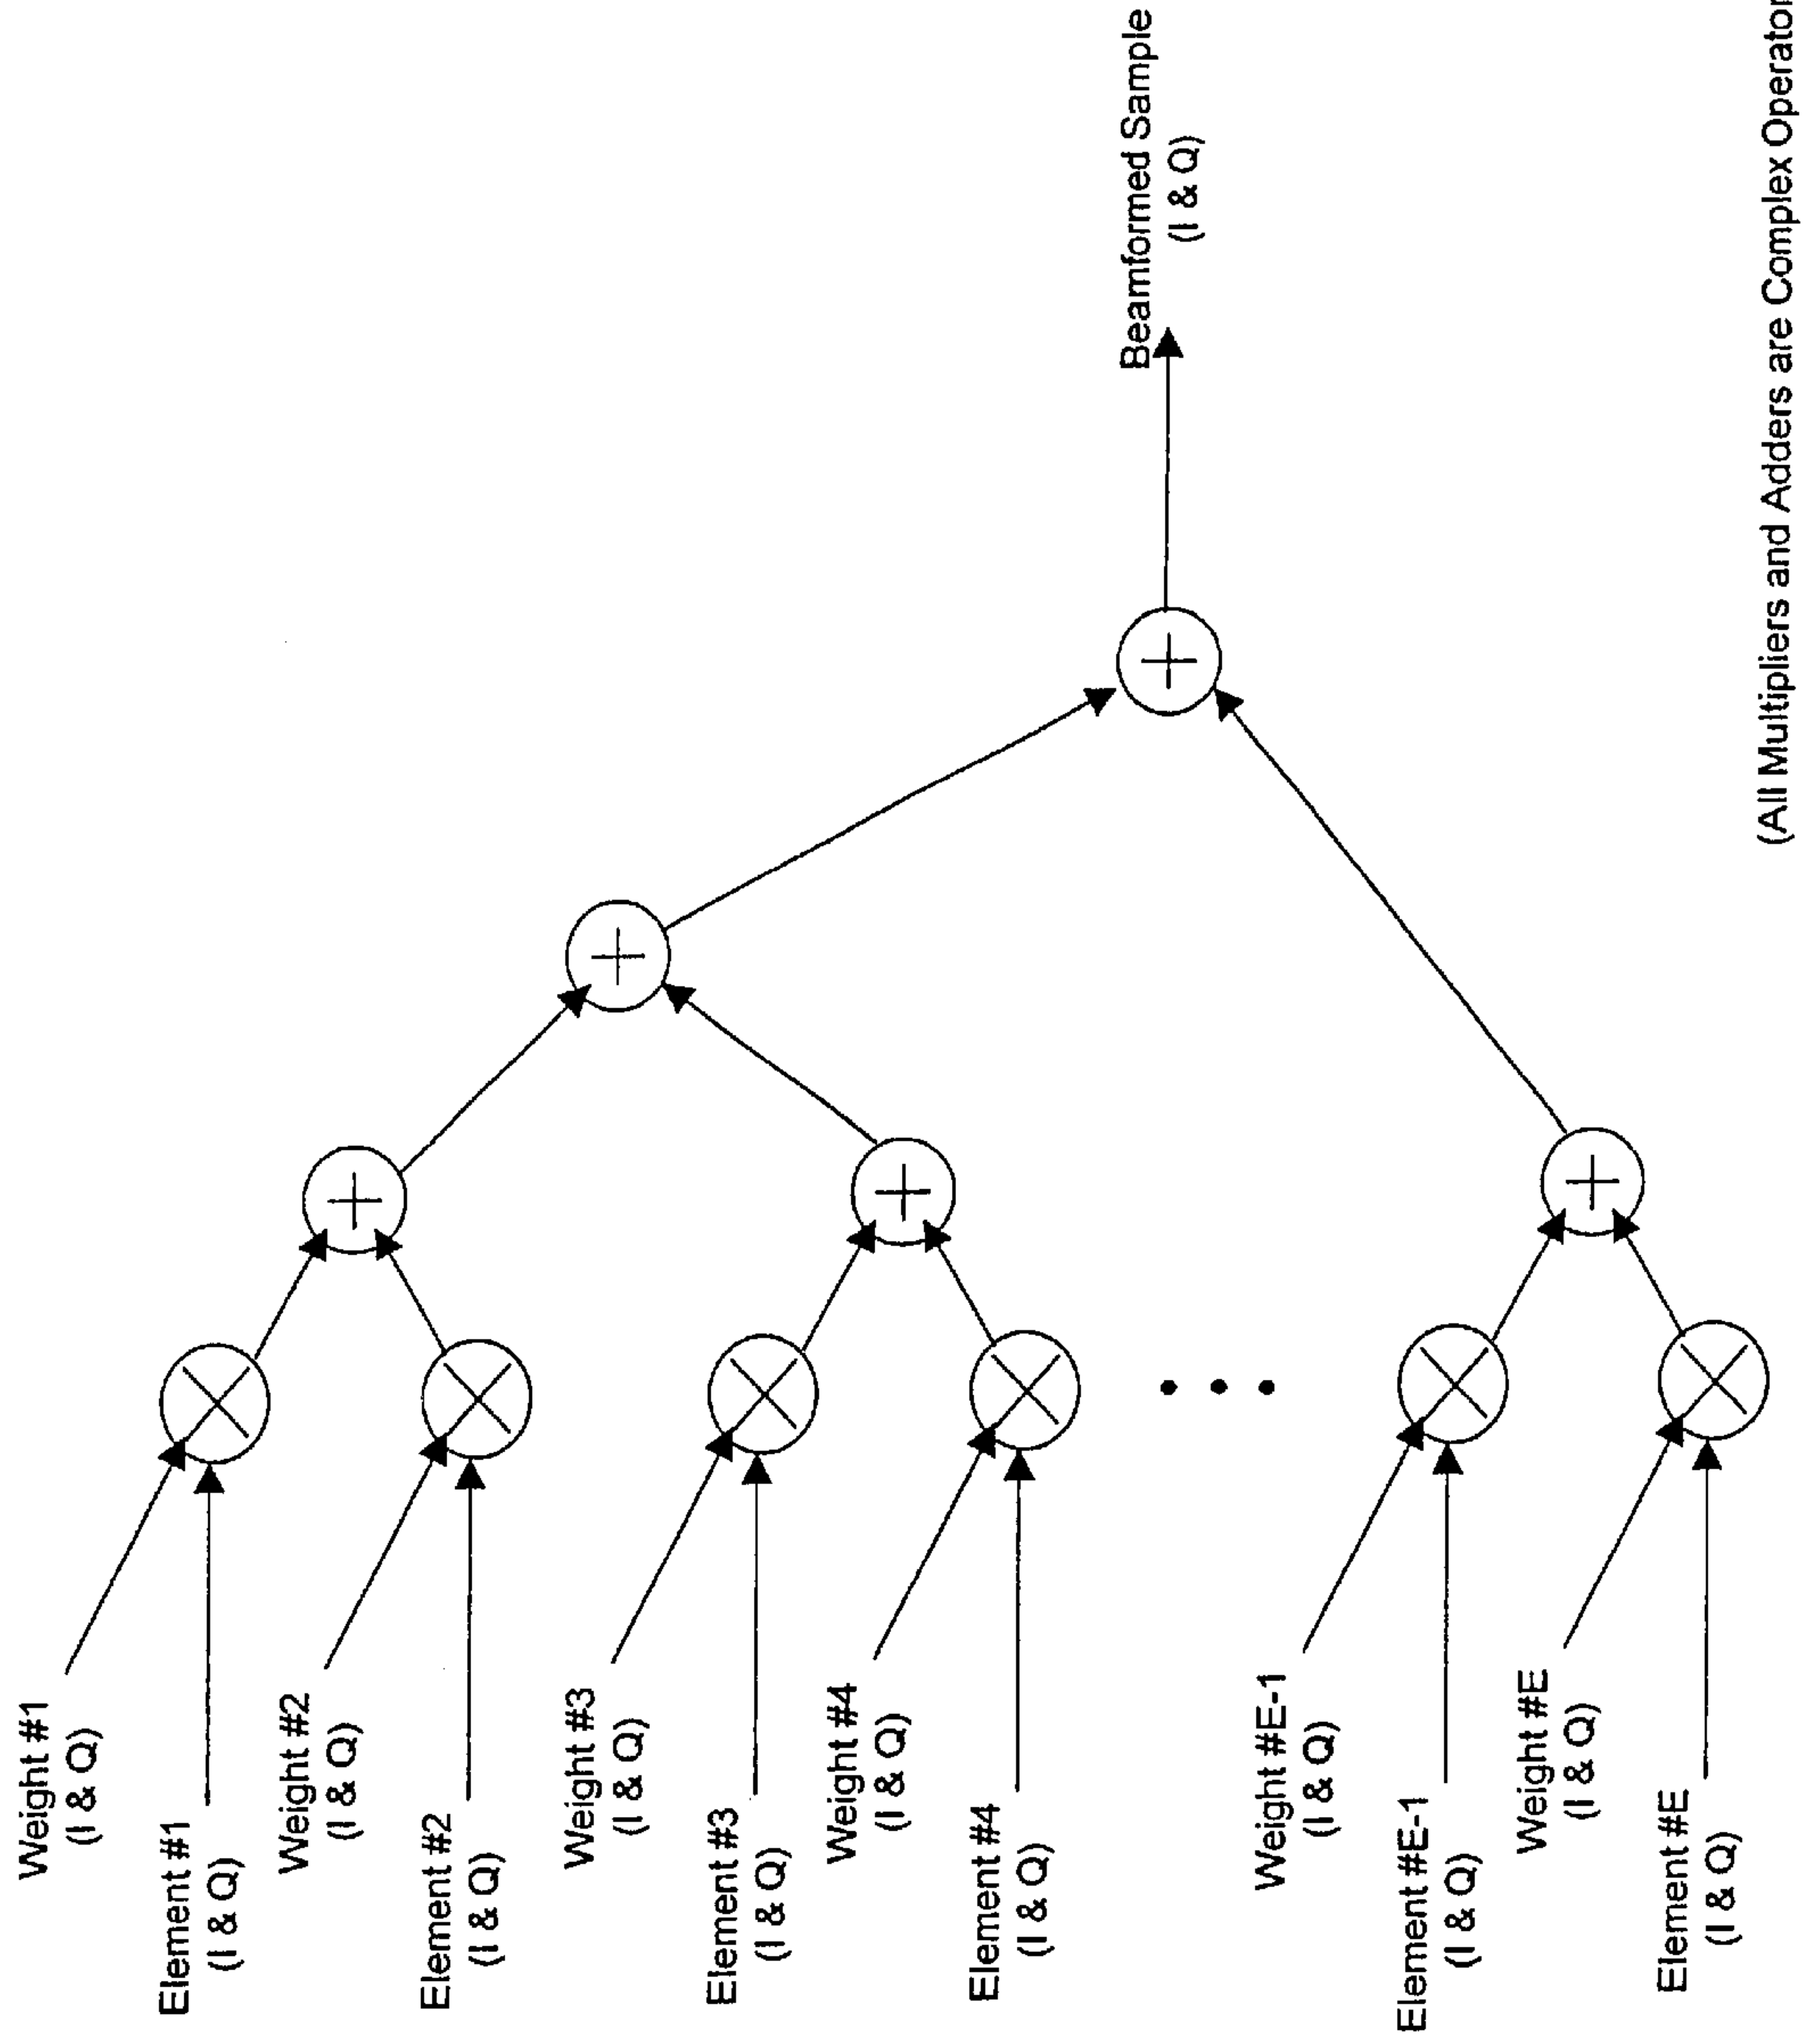 Weight #1
(I & Q)
Element #1
(I & Q)
Weight #2
(I & Q)
Element #2
(I & Q)
Weight #3
(I & Q)
Element #3
(I & Q)
Weight #4
(I & Q)
Element #4
(I & Q)
Weight #E-1
(I & Q)
Element #E-1
(I & Q)
Weight #E
(I & Q)
Element #E
(I & Q)
Beamformed Sample
(I & Q)
(All Multipliers and Adders are Complex Operator